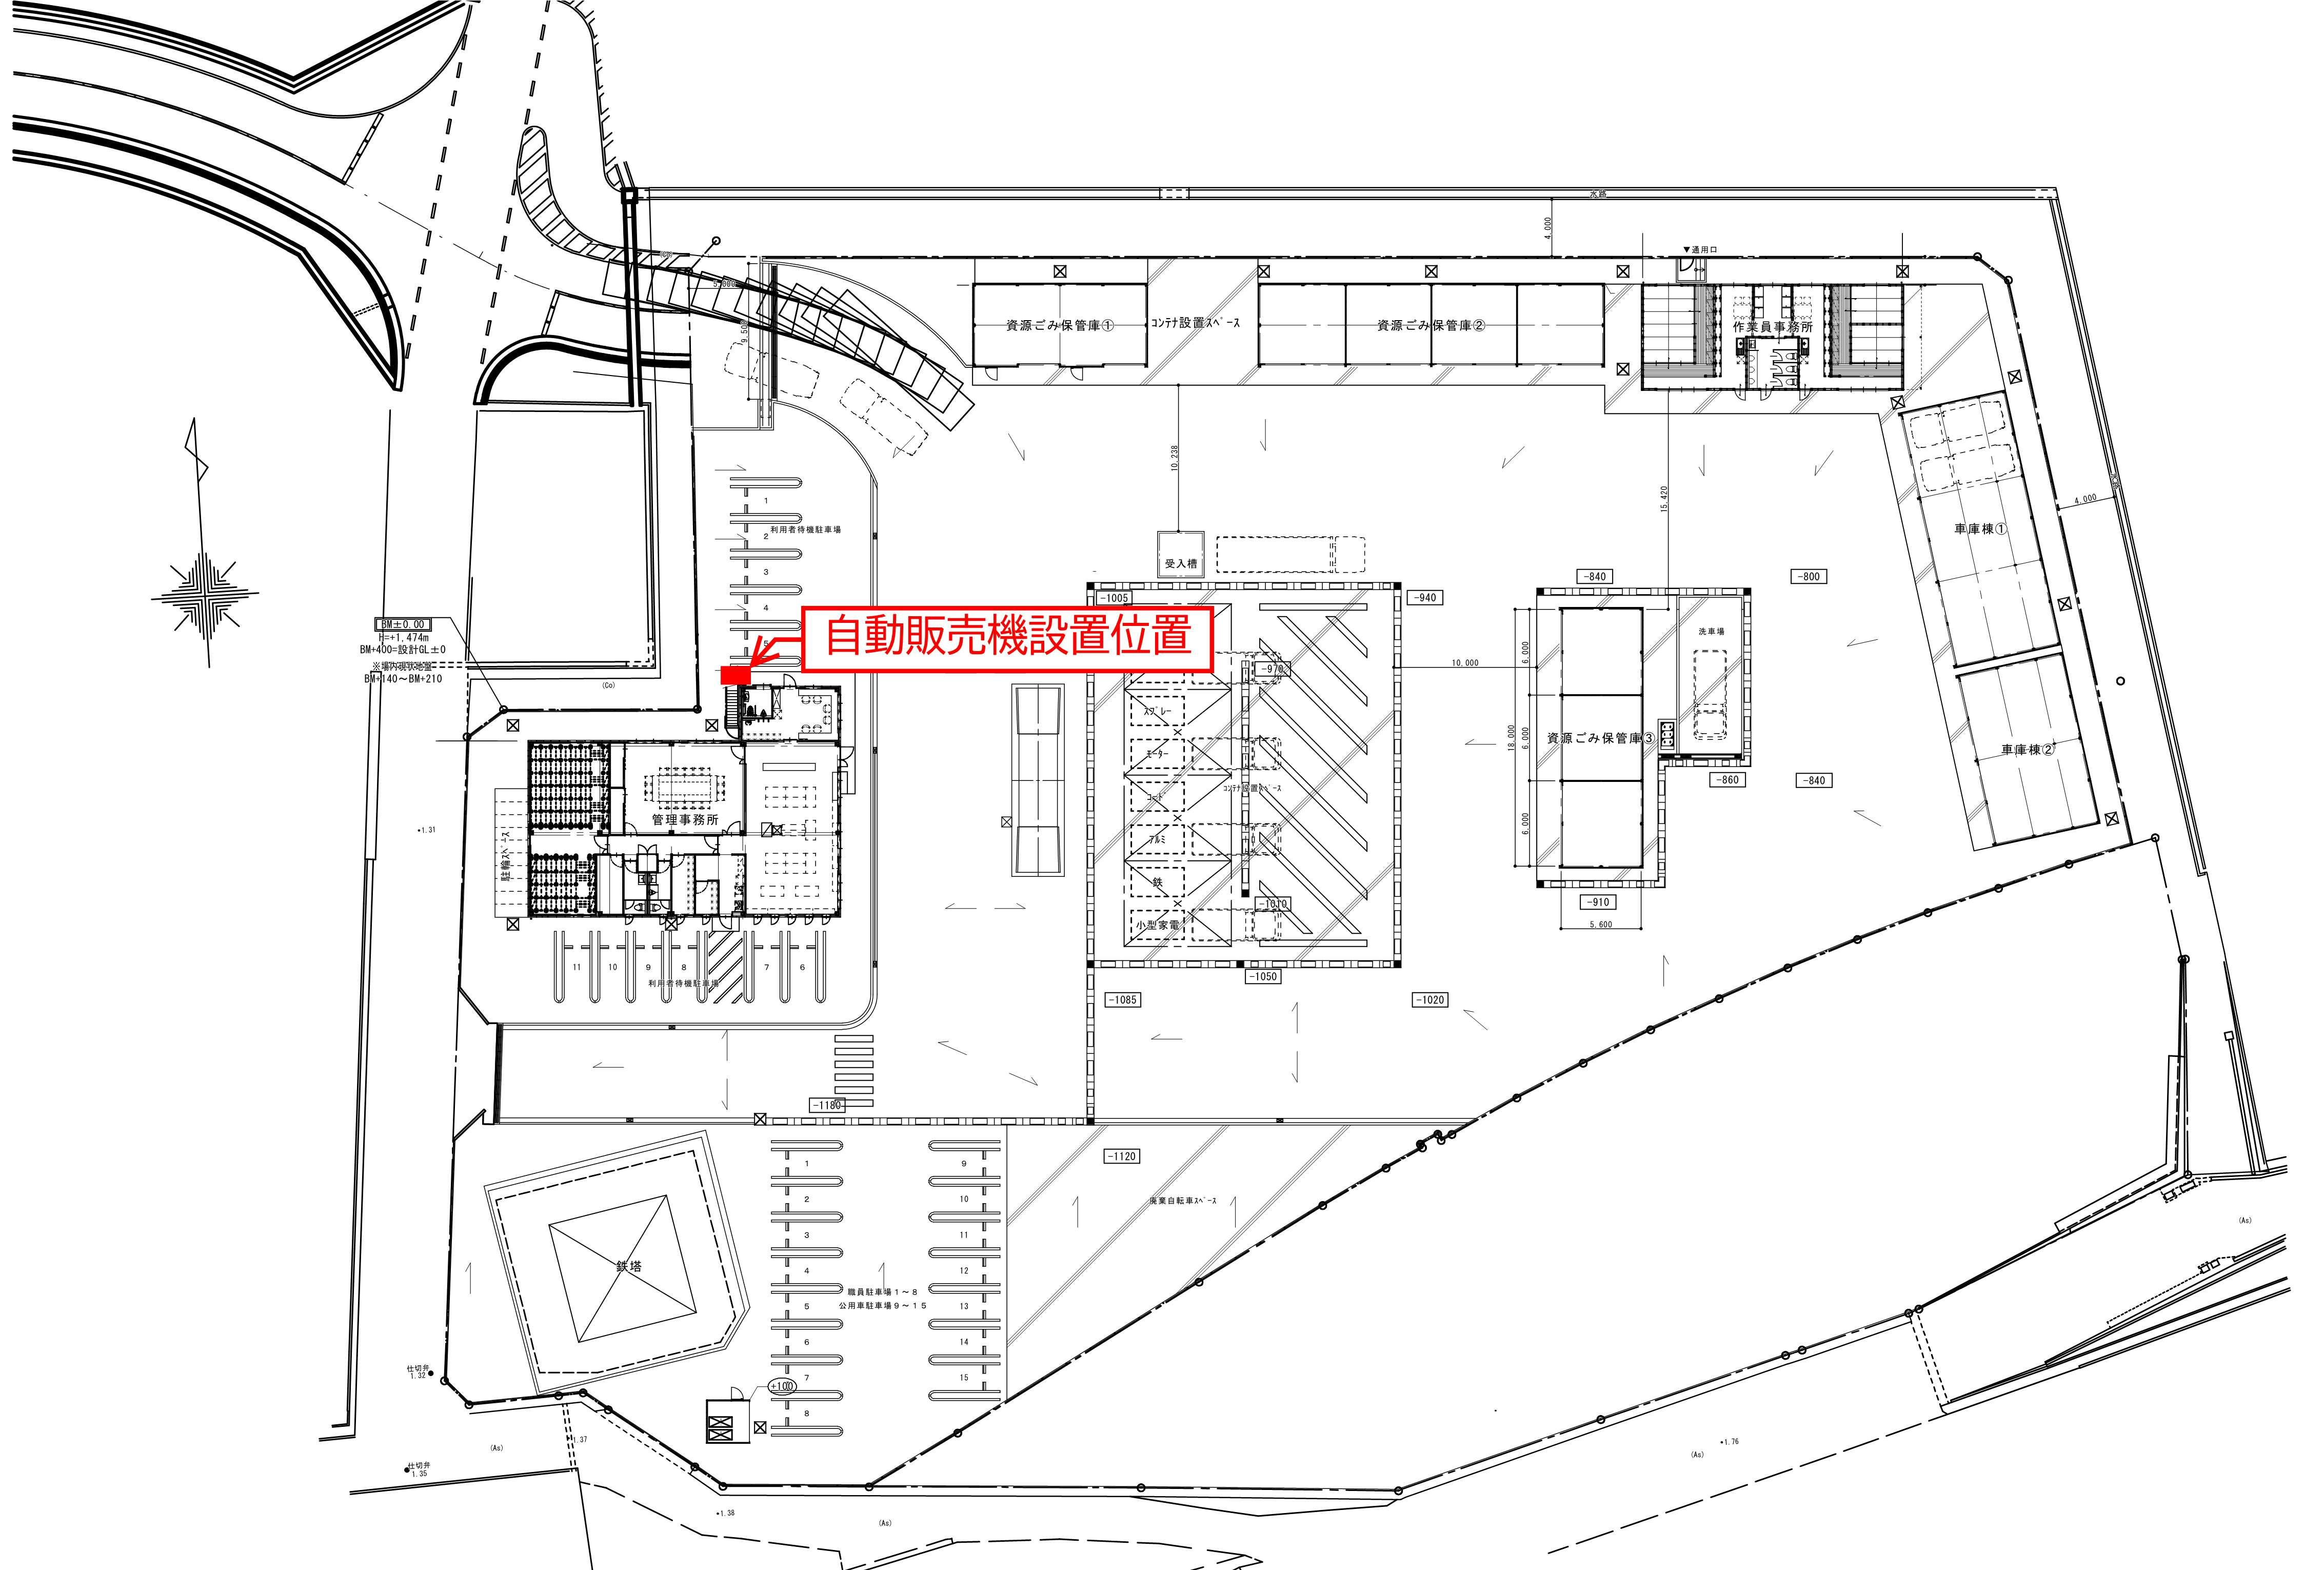 水路
4.000
▼通用口
5.000
9.500
資源ごみ保管庫①
コンテナ設置スペース
資源ごみ保管庫②
作業員事務所
10.238
15.420
4.000
車庫棟①
1
利用者待機駐車場
2
3
4
5
受入槽
-1005
-940
-840
-800
自動販売機設置位置
BM±0.00
H=+1.474m
BM+400=設計GL±0
※場内現状地盤
BM+140～BM+210
(Co)
-970
10.000
洗車場
6.000
18.000
6.000
6.000
資源ごみ保管庫③
車庫棟②
-860
-840
スプレー
モーター
コード
アルミ
鉄
小型家電
コンテナ設置スペース
管理事務所
駐輪スペース
•1.31
-1010
-910
5.600
11
10
9
8
7
6
利用者待機駐車場
-1050
-1085
-1020
-1180
-1120
廃棄自転車スペース
鉄塔
1
2
3
4
5
6
7
8
9
10
11
12
13
14
15
職員駐車場１～８
公用車駐車場９～１５
+100
仕切弁
1.32
仕切弁
1.35
(As)
•1.37
•1.38
(As)
(As)
•1.76
(As)